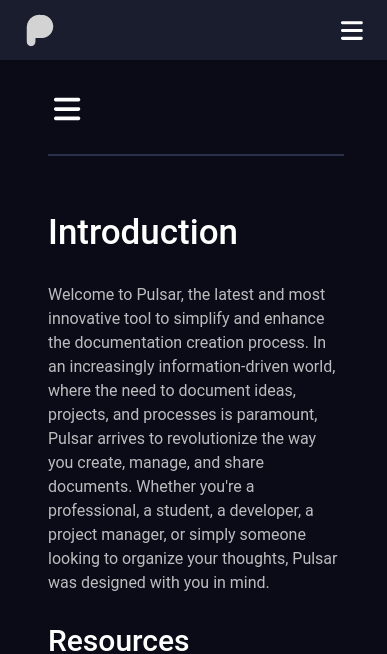 Introduction
Welcome to Pulsar, the latest and most
innovative tool to simplify and enhance
the documentation creation process. In
an increasingly information-driven world,
where the need to document ideas,
projects, and processes is paramount,
Pulsar arrives to revolutionize the way
you create, manage, and share
documents. Whether you're a
professional, a student, a developer, a
project manager, or simply someone
looking to organize your thoughts, Pulsar
was designed with you in mind.
Resources